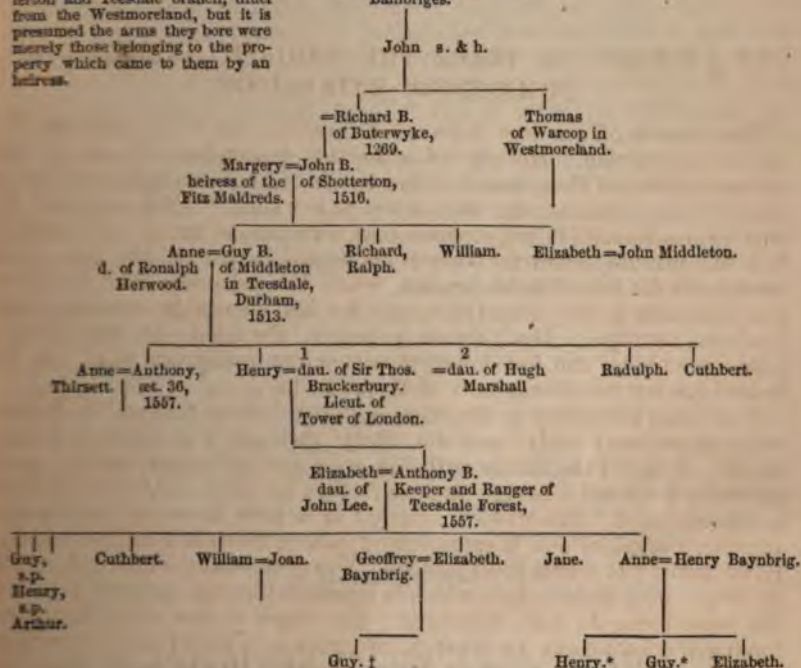 from the Westmoreland, but it is
presumed the arms they bore were
merely those belonging to the pro-
perty which came to them by an
heiress.
John s. & h.
=Richard B.
of Buterwyke,
1269.
Thomas
of Warcop in
Westmoreland.
Margery=John B.
heiress of the of Shotterton,
Fitz Maldreds. 1516.
Anne=Guy B.
d. of Ronalph of Middleton
Herwood. in Teesdale,
Durham,
1513.
Richard,
Ralph.
William.
Elizabeth=John Middleton.
Anne=Anthony,
Thirsett. æt. 36,
1557.
1 2
Henry=dau. of Sir Thos. =dau. of Hugh
Brackerbury. Marshall
Lieut. of
Tower of London.
Radulph. Cuthbert.
Elizabeth=Anthony B.
dau. of Keeper and Ranger of
John Lee. Teesdale Forest,
1557.
Guy,
s.p.
Henry,
s.p.
Arthur.
Cuthbert.
William=Joan.
Geoffrey=Elizabeth.
Baynbrig.
Jane.
Anne=Henry Baynbrig.
Guy. †
Henry.* Guy.* Elizabeth.